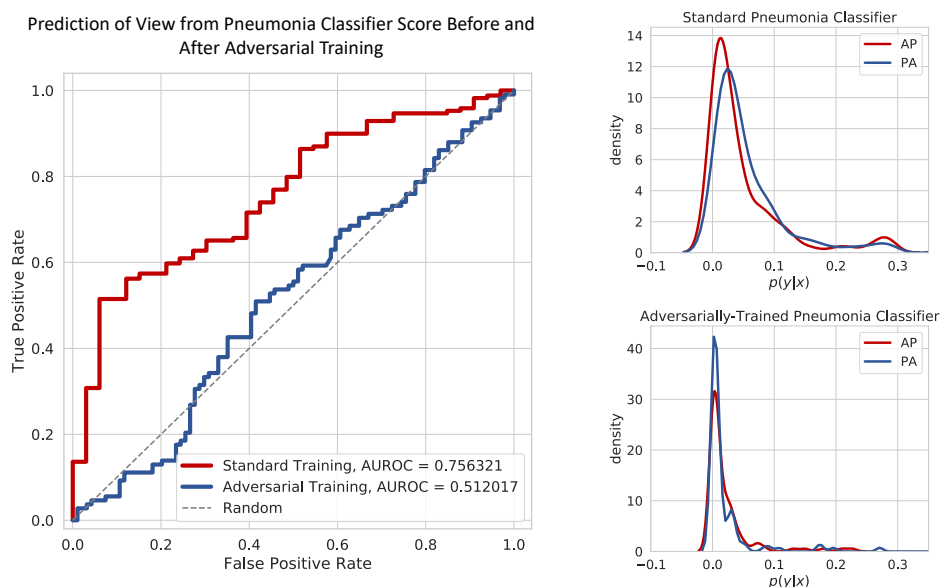 Prediction of View from Pneumonia Classifier Score Before and
After Adversarial Training
True Positive Rate
1.0
0.8
0.6
0.4
0.2
0.0
Standard Training, AUROC = 0.756321
Adversarial Training, AUROC = 0.512017
Random
0.0 0.2 0.4 0.6 0.8 1.0
False Positive Rate
Standard Pneumonia Classifier
density
14
12
10
8
6
4
2
0
AP
PA
−0.1 0.0 0.1 0.2 0.3
p(y|x)
Adversarially-Trained Pneumonia Classifier
density
40
30
20
10
0
AP
PA
−0.1 0.0 0.1 0.2 0.3
p(y|x)